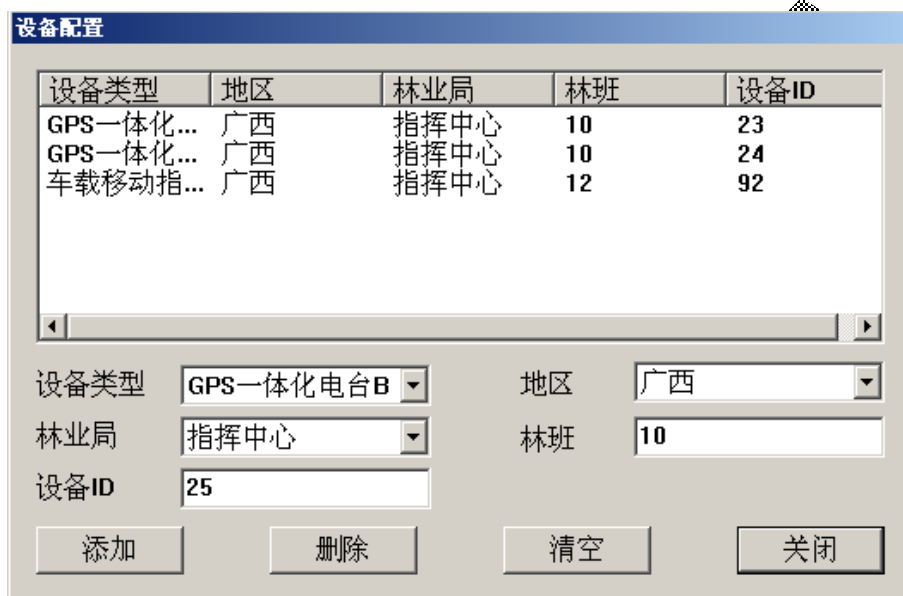 设备配置
设备类型 地区 林业局 林班 设备ID
GPS一体化... 广西 指挥中心 10 23
GPS一体化... 广西 指挥中心 10 24
车载移动指... 广西 指挥中心 12 92
设备类型 GPS一体化电台B 地区 广西
林业局 指挥中心 林班 10
设备ID 25
添加 删除 清空 关闭